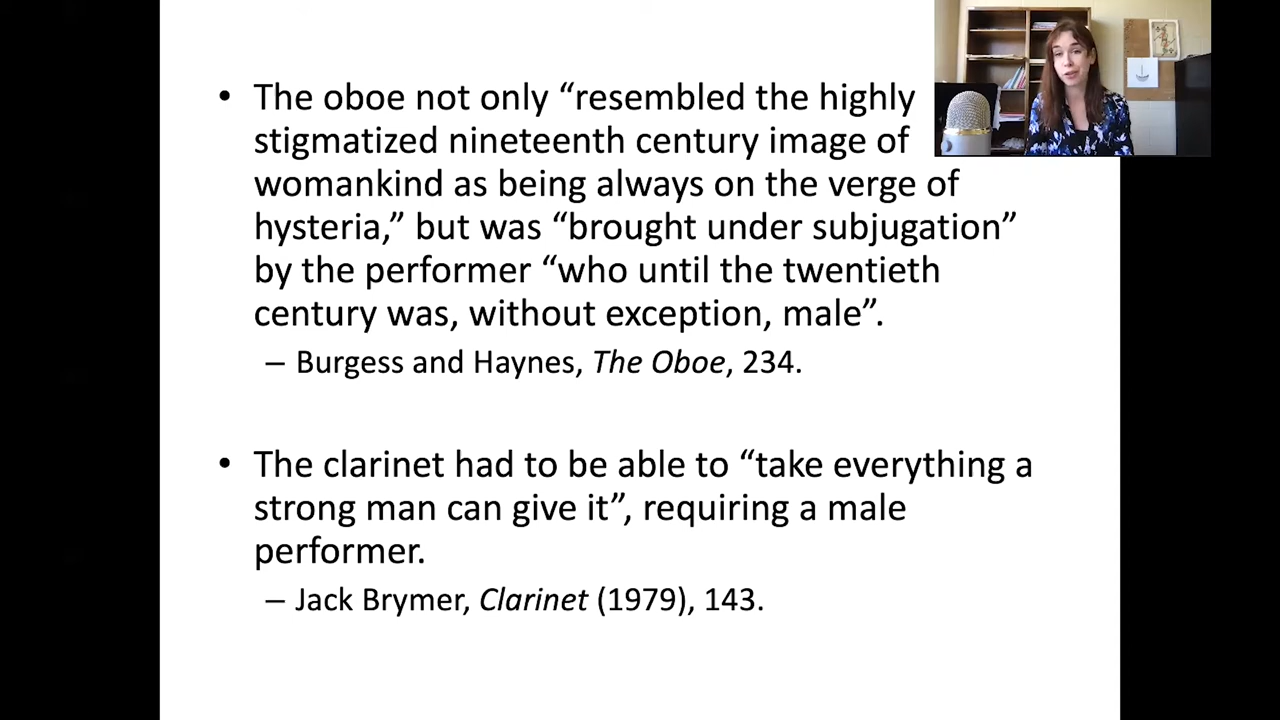 • The oboe not only “resembled the highly
stigmatized nineteenth century image of
womankind as being always on the verge of
hysteria,” but was “brought under subjugation”
by the performer “who until the twentieth
century was, without exception, male”.
– Burgess and Haynes, The Oboe, 234.
• The clarinet had to be able to “take everything a
strong man can give it”, requiring a male
performer.
– Jack Brymer, Clarinet (1979), 143.